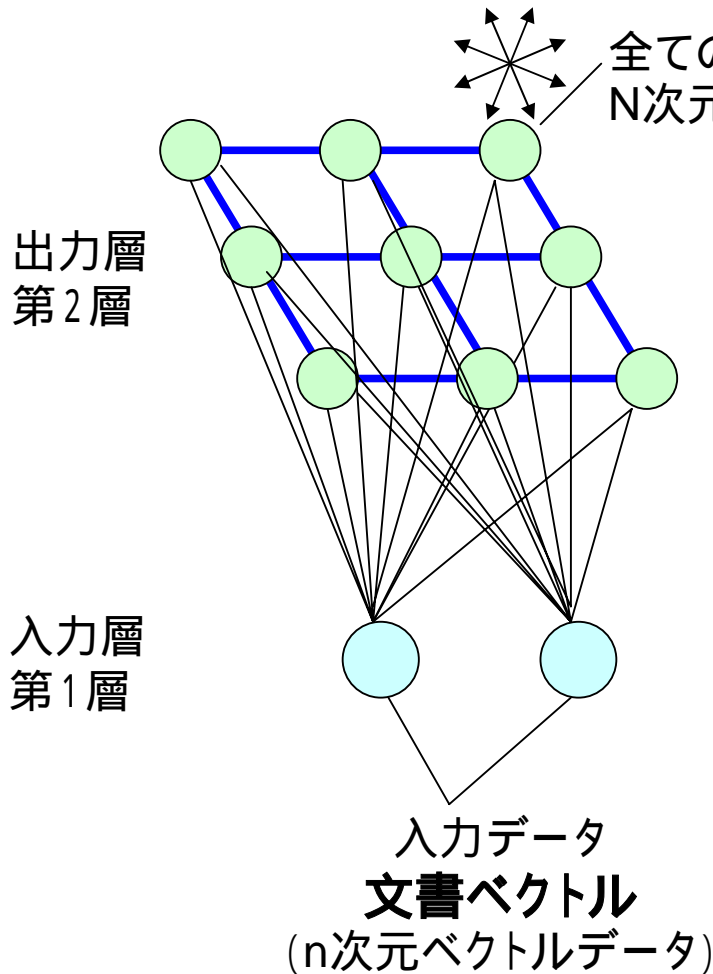 全ての
N次元
出力層
第2層
入力層
第1層
入力データ
文書ベクトル
(n次元ベクトルデータ)